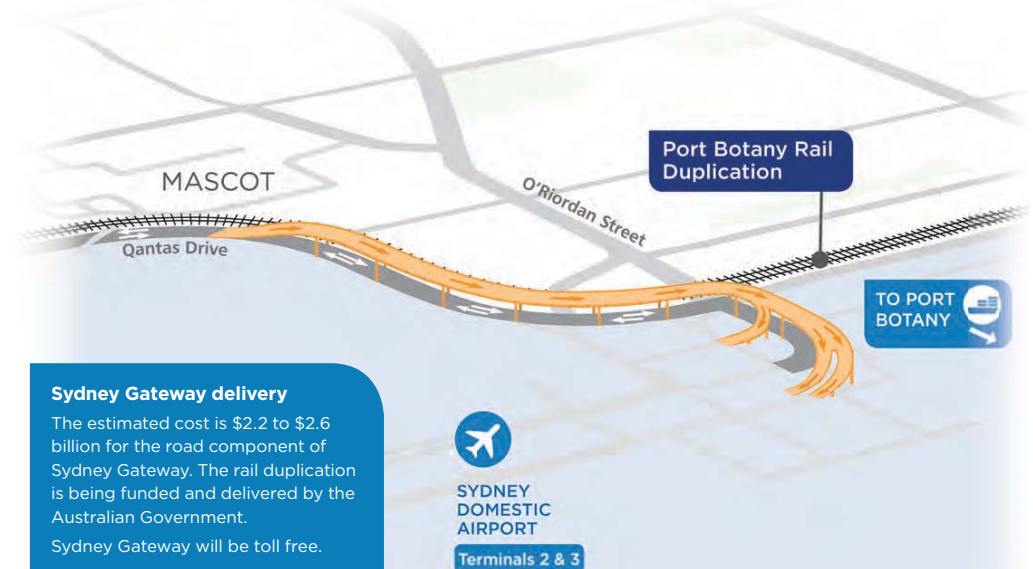 Port Botany Rail
Duplication
MASCOT
O'Riordan Street
Qantas Drive
TO PORT
BOTANY
Sydney Gateway delivery
The estimated cost is $2.2 to $2.6
billion for the road component of
Sydney Gateway. The rail duplication
is being funded and delivered by the
Australian Government.
Sydney Gateway will be toll free.
SYDNEY
DOMESTIC
AIRPORT
Terminals 2 & 3